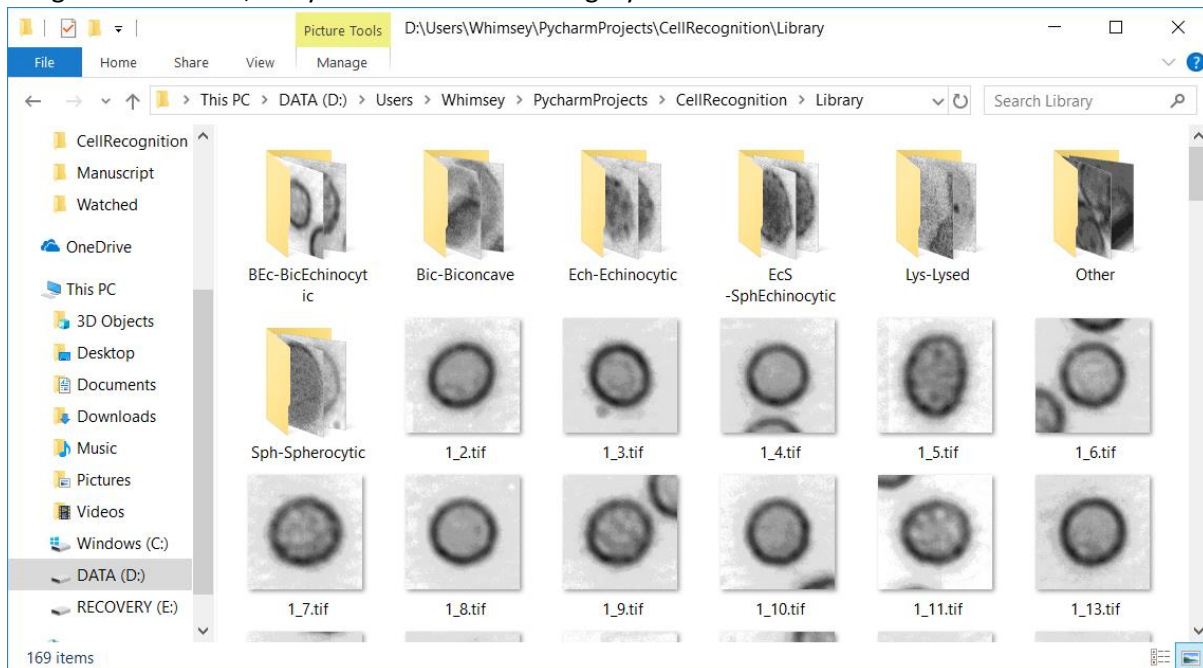 Picture Tools
D:\Users\Whimsey\PycharmProjects\CellRecognition\Library
File Home Share View Manage
This PC > DATA (D:) > Users > Whimsey > PycharmProjects > CellRecognition > Library
Search Library
CellRecognition
Manuscript
Watched
OneDrive
This PC
3D Objects
Desktop
Documents
Downloads
Music
Pictures
Videos
Windows (C:)
DATA (D:)
RECOVERY (E:)
BEc-BicEchinocyt
ic
Bic-Biconcave
Ech-Echinocytic
EcS
-SphEchinocytic
Lys-Lysed
Other
Sph-Spherocytic
1_2.tif
1_3.tif
1_4.tif
1_5.tif
1_6.tif
1_7.tif
1_8.tif
1_9.tif
1_10.tif
1_11.tif
1_13.tif
169 items